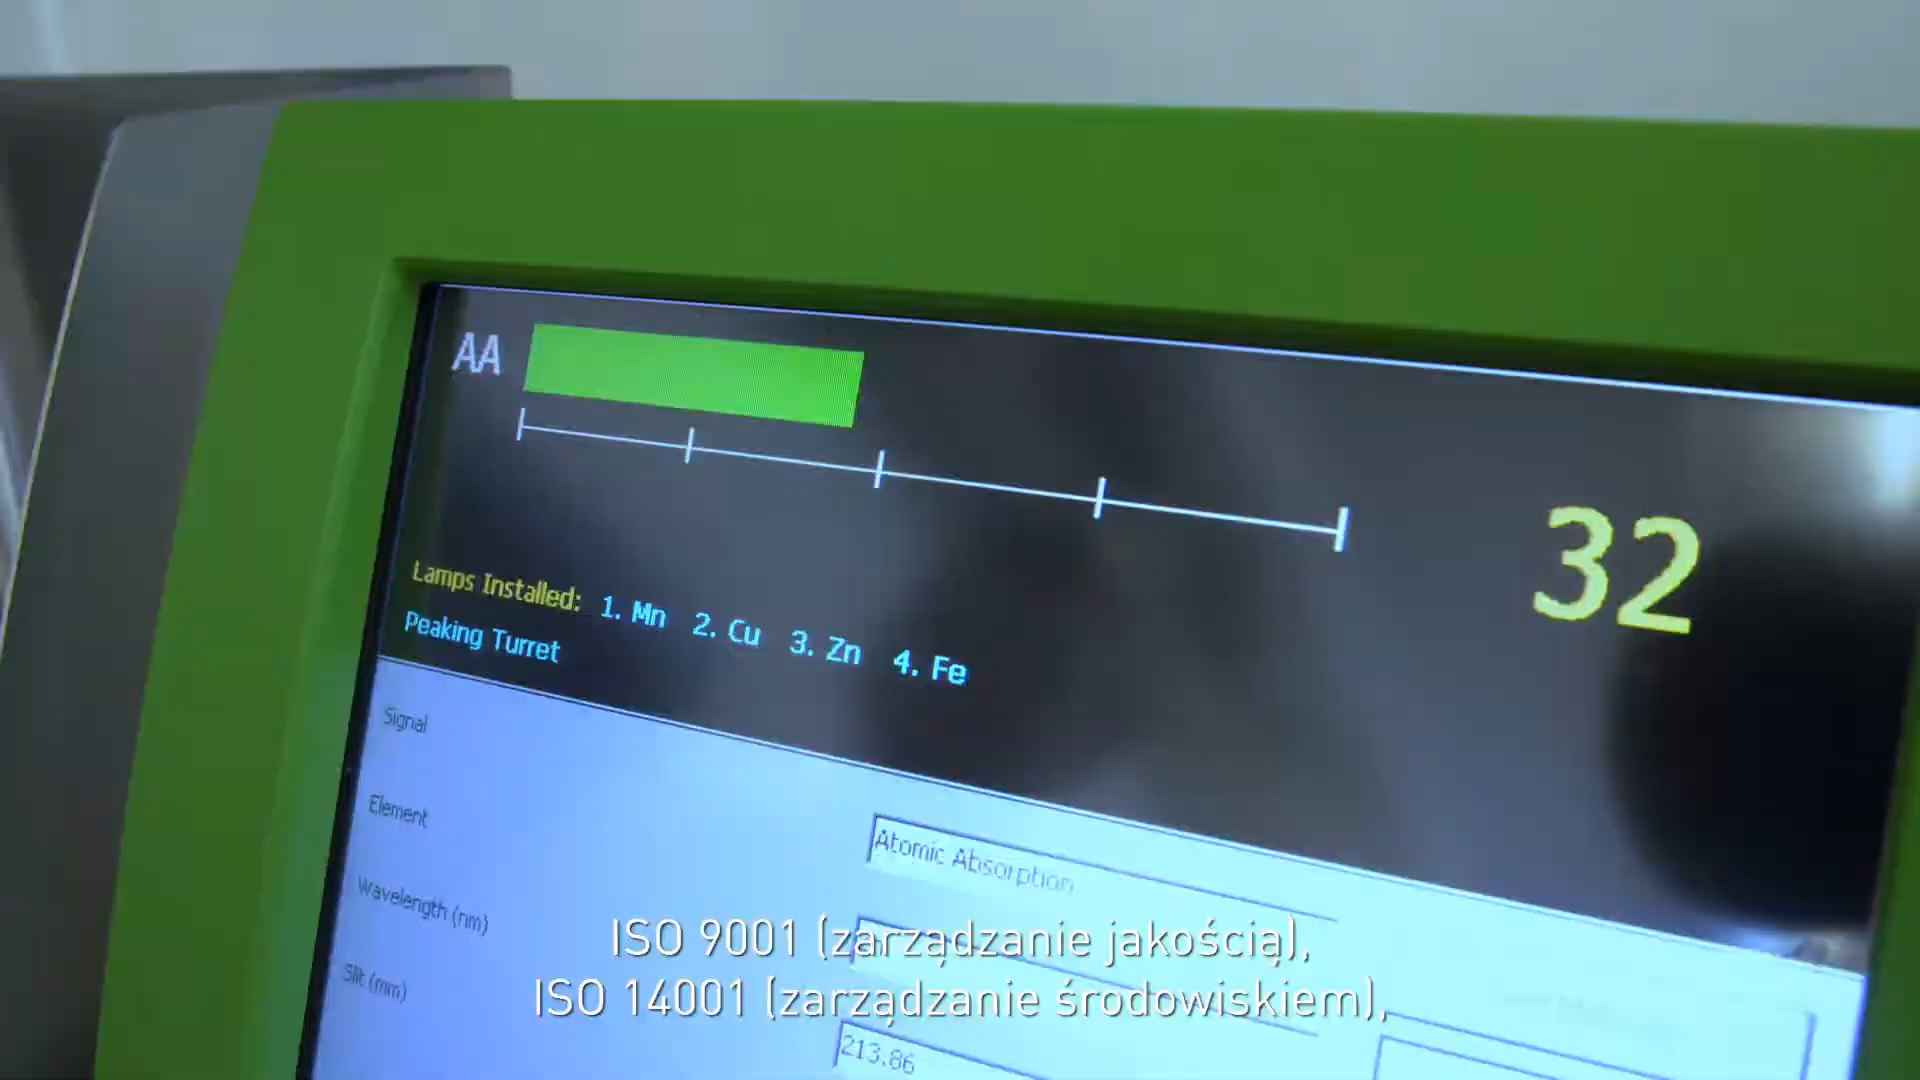 AA
32
Lamps Installed: 1. Mn 2. Cu 3. Zn 4. Fe
Peaking Turret
Signal
Element
Atomic Absorption
Wavelength (nm)
Slit (mm)
213.86
ISO 9001 (zarządzanie jakością),
ISO 14001 (zarządzanie środowiskiem),